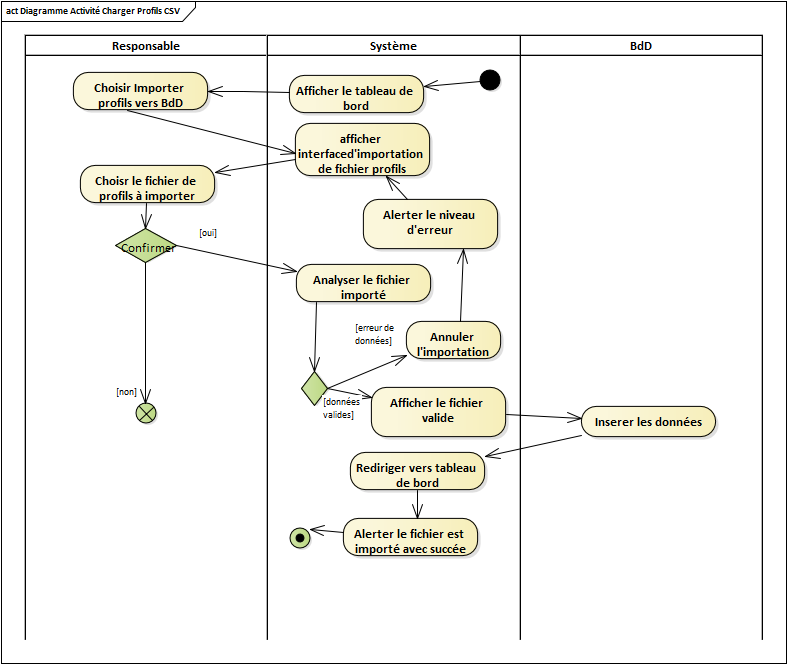 act Diagramme Activité Charger Profils CSV
Responsable
Système
BdD
Choisir Importer
profils vers BdD
Afficher le tableau de
bord
afficher
interfaced'importation
de fichier profils
Choisr le fichier de
profils à importer
Alerter le niveau
d'erreur
[oui]
Confirmer
Analyser le fichier
importé
[erreur de
données]
Annuler
l'importation
[non]
[données
valides]
Afficher le fichier
valide
Inserer les données
Rediriger vers tableau
de bord
Alerter le fichier est
importé avec succée